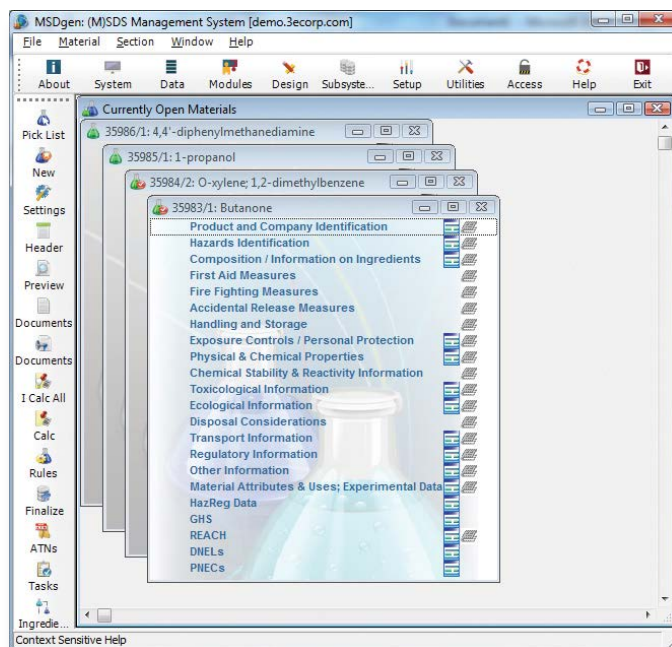 MSDgen: (M)SDS Management System [demo.3ecorp.com]
File Material Section Window Help
About System Data Modules Design Subsyste... Setup Utilities Access Help Exit
Pick List
New
Settings
Header
Preview
Documents
Documents
I Calc All
Calc
Rules
Finalize
ATNs
Tasks
Ingredie...
Currently Open Materials
35986/1: 4,4'-diphenylmethanediamine
35985/1: 1-propanol
35984/2: O-xylene; 1,2-dimethylbenzene
35983/1: Butanone
Product and Company Identification
Hazards Identification
Composition / Information on Ingredients
First Aid Measures
Fire Fighting Measures
Accidental Release Measures
Handling and Storage
Exposure Controls / Personal Protection
Physical & Chemical Properties
Chemical Stability & Reactivity Information
Toxicological Information
Ecological Information
Disposal Considerations
Transport Information
Regulatory Information
Other Information
Material Attributes & Uses; Experimental Data
HazReg Data
GHS
REACH
DNELs
PNECs
Context Sensitive Help